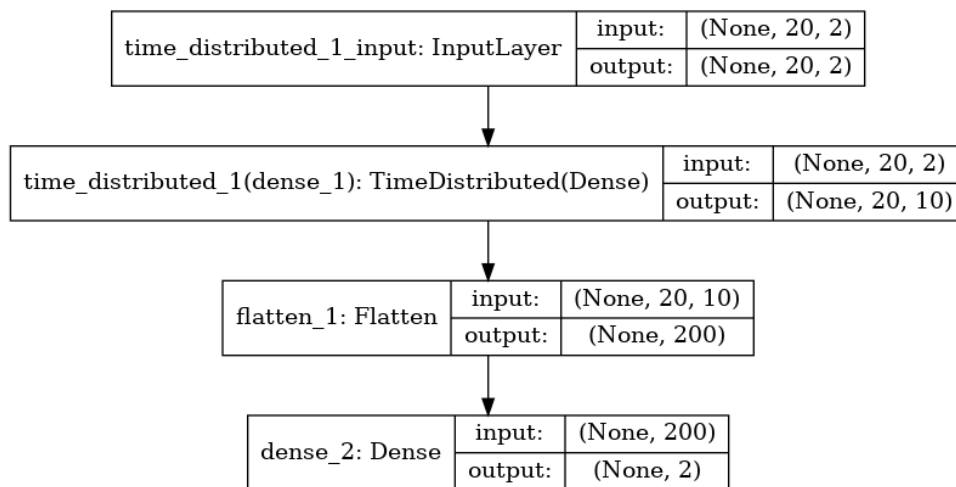 time_distributed_1_input: InputLayer
input: (None, 20, 2)
output: (None, 20, 2)
time_distributed_1(dense_1): TimeDistributed(Dense)
input: (None, 20, 2)
output: (None, 20, 10)
flatten_1: Flatten
input: (None, 20, 10)
output: (None, 200)
dense_2: Dense
input: (None, 200)
output: (None, 2)